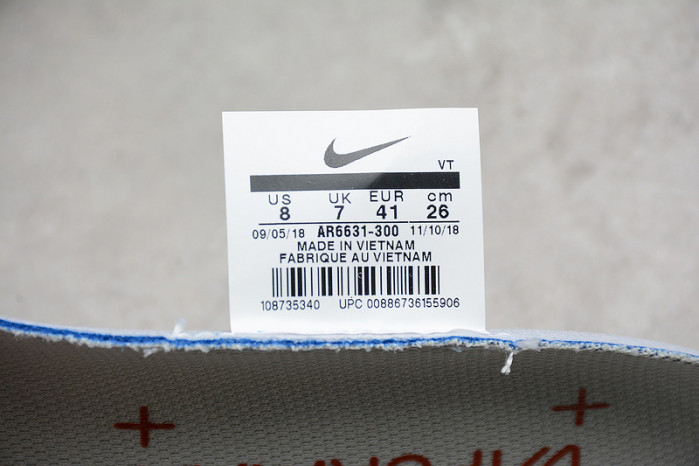 VT
US UK EUR cm
8 7 41 26
09/05/18 AR6631-300 11/10/18
MADE IN VIETNAM
FABRIQUE AU VIETNAM
108735340 UPC 00886736155906